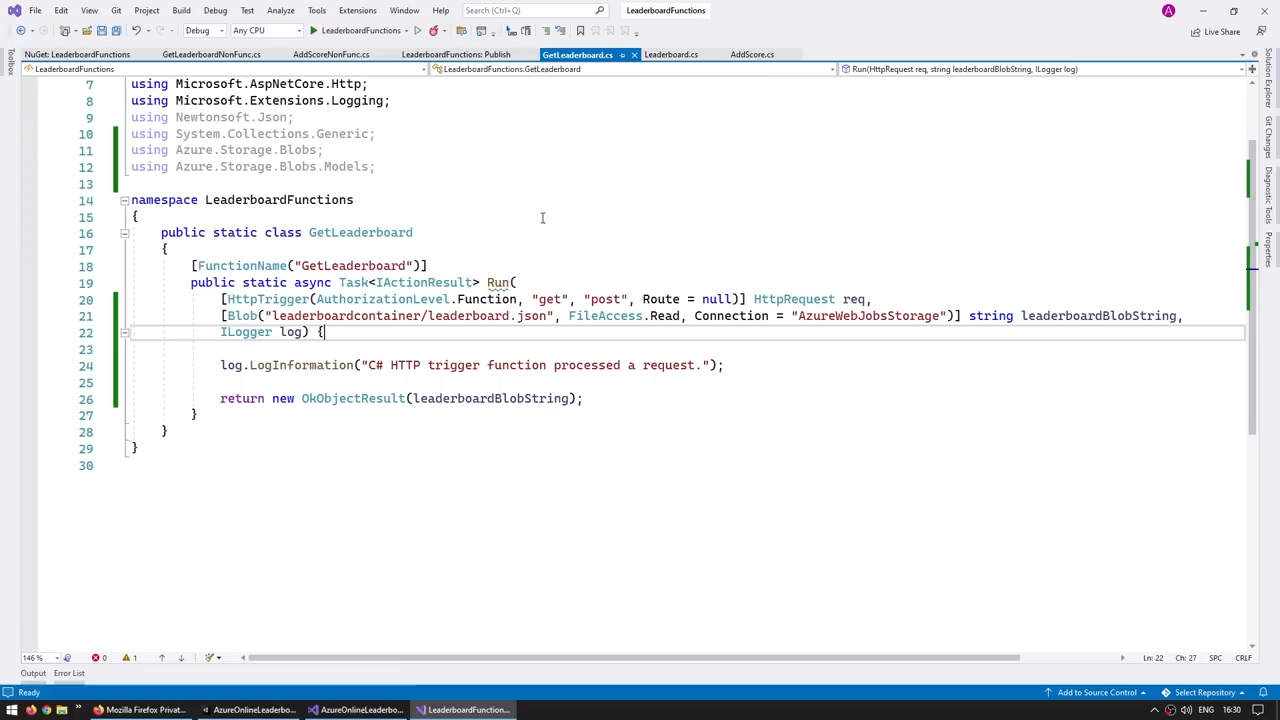 File Edit View Git Project Build Debug Test Analyze Tools Extensions Window Help Search (Ctrl+Q) LeaderboardFunctions A
Debug Any CPU LeaderboardFunctions Live Share
NuGet: LeaderboardFunctions GetLeaderboardNonFunc.cs AddScoreNonFunc.cs LeaderboardFunctions: Publish GetLeaderboard.cs Leaderboard.cs AddScore.cs
LeaderboardFunctions LeaderboardFunctions.GetLeaderboard Run(HttpRequest req, string leaderboardBlobString, ILogger log)
Toolbox
Solution Explorer
Git Changes
Diagnostic Tools
Properties
7 using Microsoft.AspNetCore.Http;
8 using Microsoft.Extensions.Logging;
9 using Newtonsoft.Json;
10 using System.Collections.Generic;
11 using Azure.Storage.Blobs;
12 using Azure.Storage.Blobs.Models;
13
14 namespace LeaderboardFunctions
15 {
16 public static class GetLeaderboard
17 {
18 [FunctionName("GetLeaderboard")]
19 public static async Task<IActionResult> Run(
20 [HttpTrigger(AuthorizationLevel.Function, "get", "post", Route = null)] HttpRequest req,
21 [Blob("leaderboardcontainer/leaderboard.json", FileAccess.Read, Connection = "AzureWebJobsStorage")] string leaderboardBlobString,
22 ILogger log) {
23
24 log.LogInformation("C# HTTP trigger function processed a request.");
25
26 return new OkObjectResult(leaderboardBlobString);
27 }
28 }
29 }
30
146 % 0 1 Ln: 22 Ch: 27 SPC CRLF
Output Error List
Ready Add to Source Control Select Repository
Mozilla Firefox Privat... AzureOnlineLeaderbo... AzureOnlineLeaderbo... LeaderboardFunction... ENG 16:30